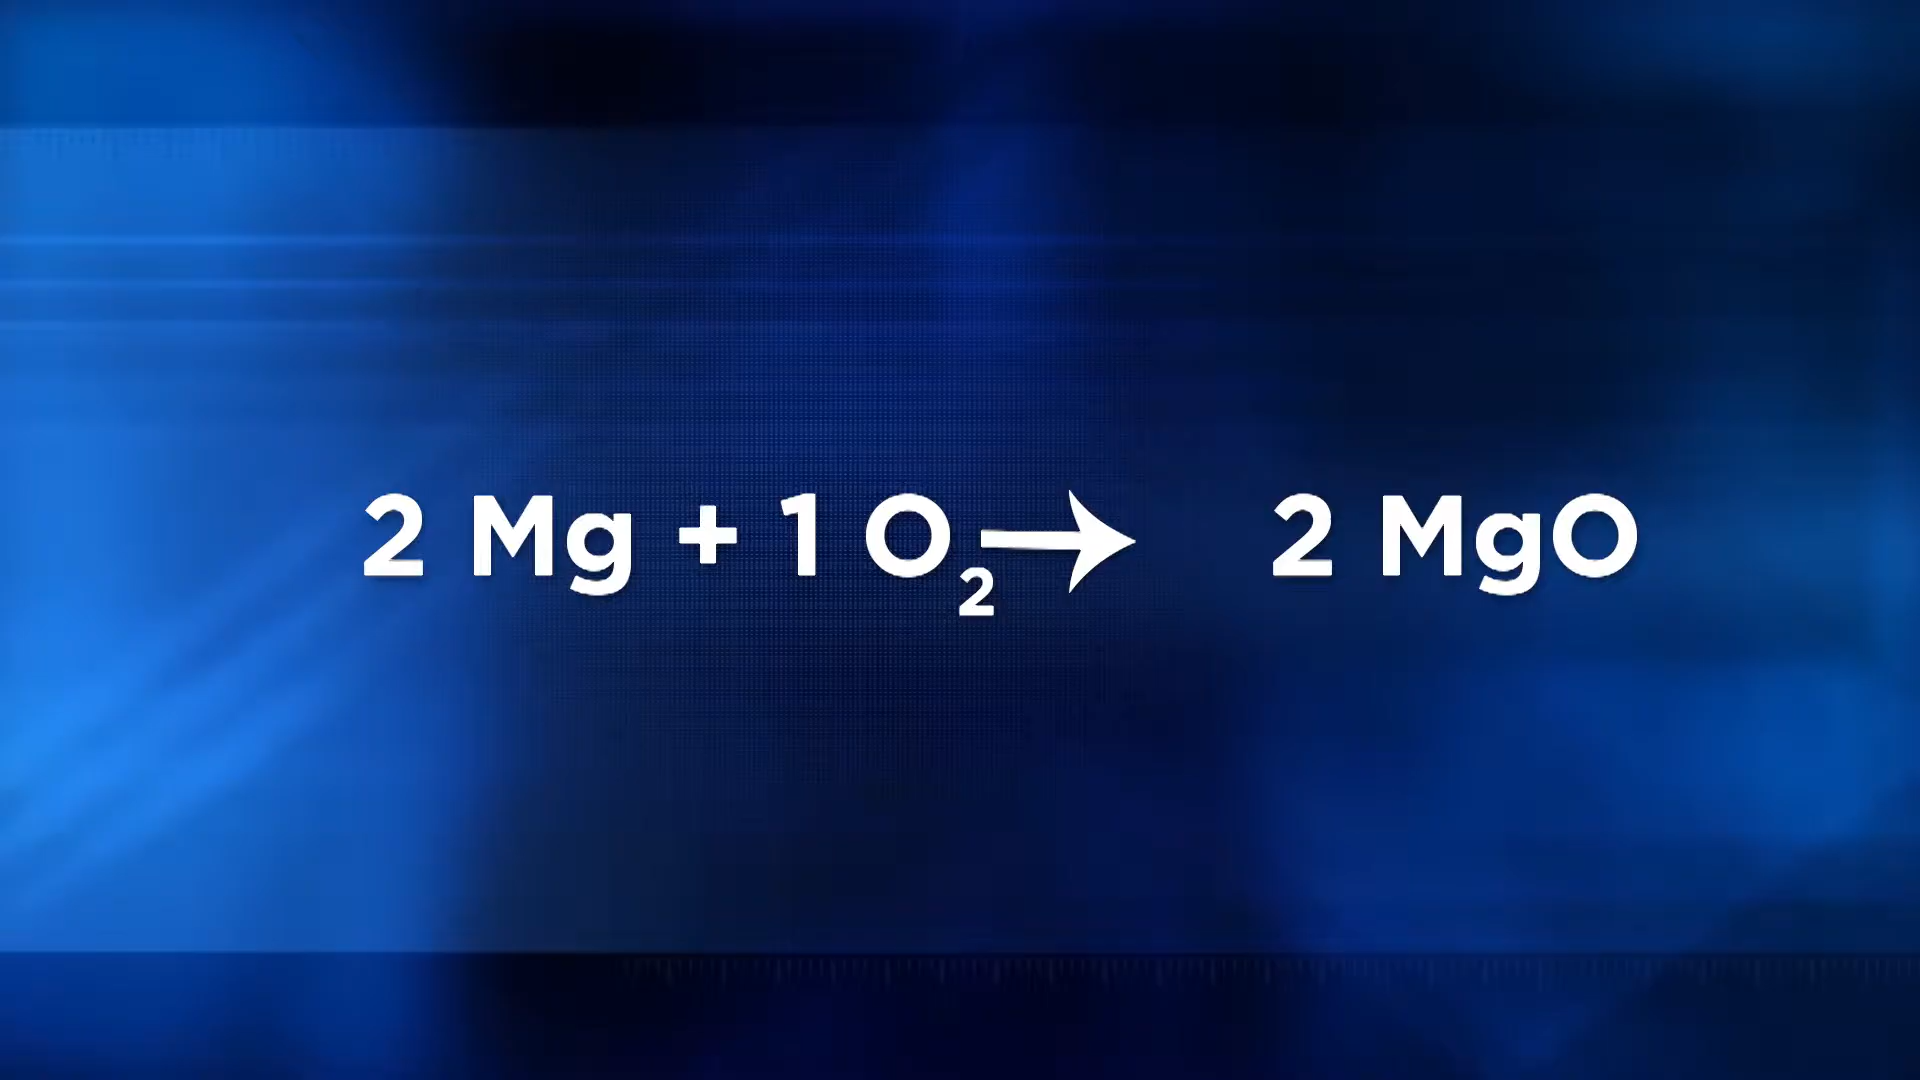 2 Mg + 1 O₂ → 2 MgO